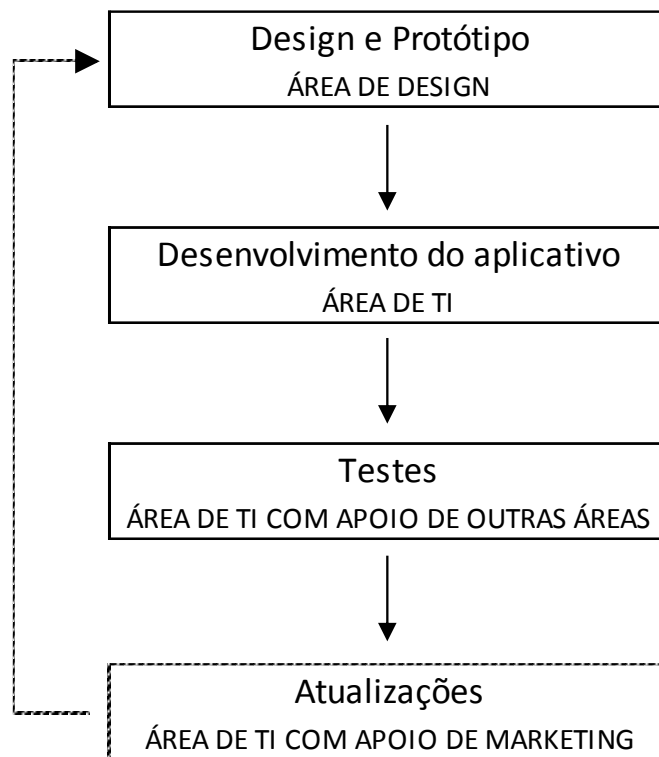 Design e Protótipo
ÁREA DE DESIGN
Desenvolvimento do aplicativo
ÁREA DE TI
Testes
ÁREA DE TI COM APOIO DE OUTRAS ÁREAS
Atualizações
ÁREA DE TI COM APOIO DE MARKETING